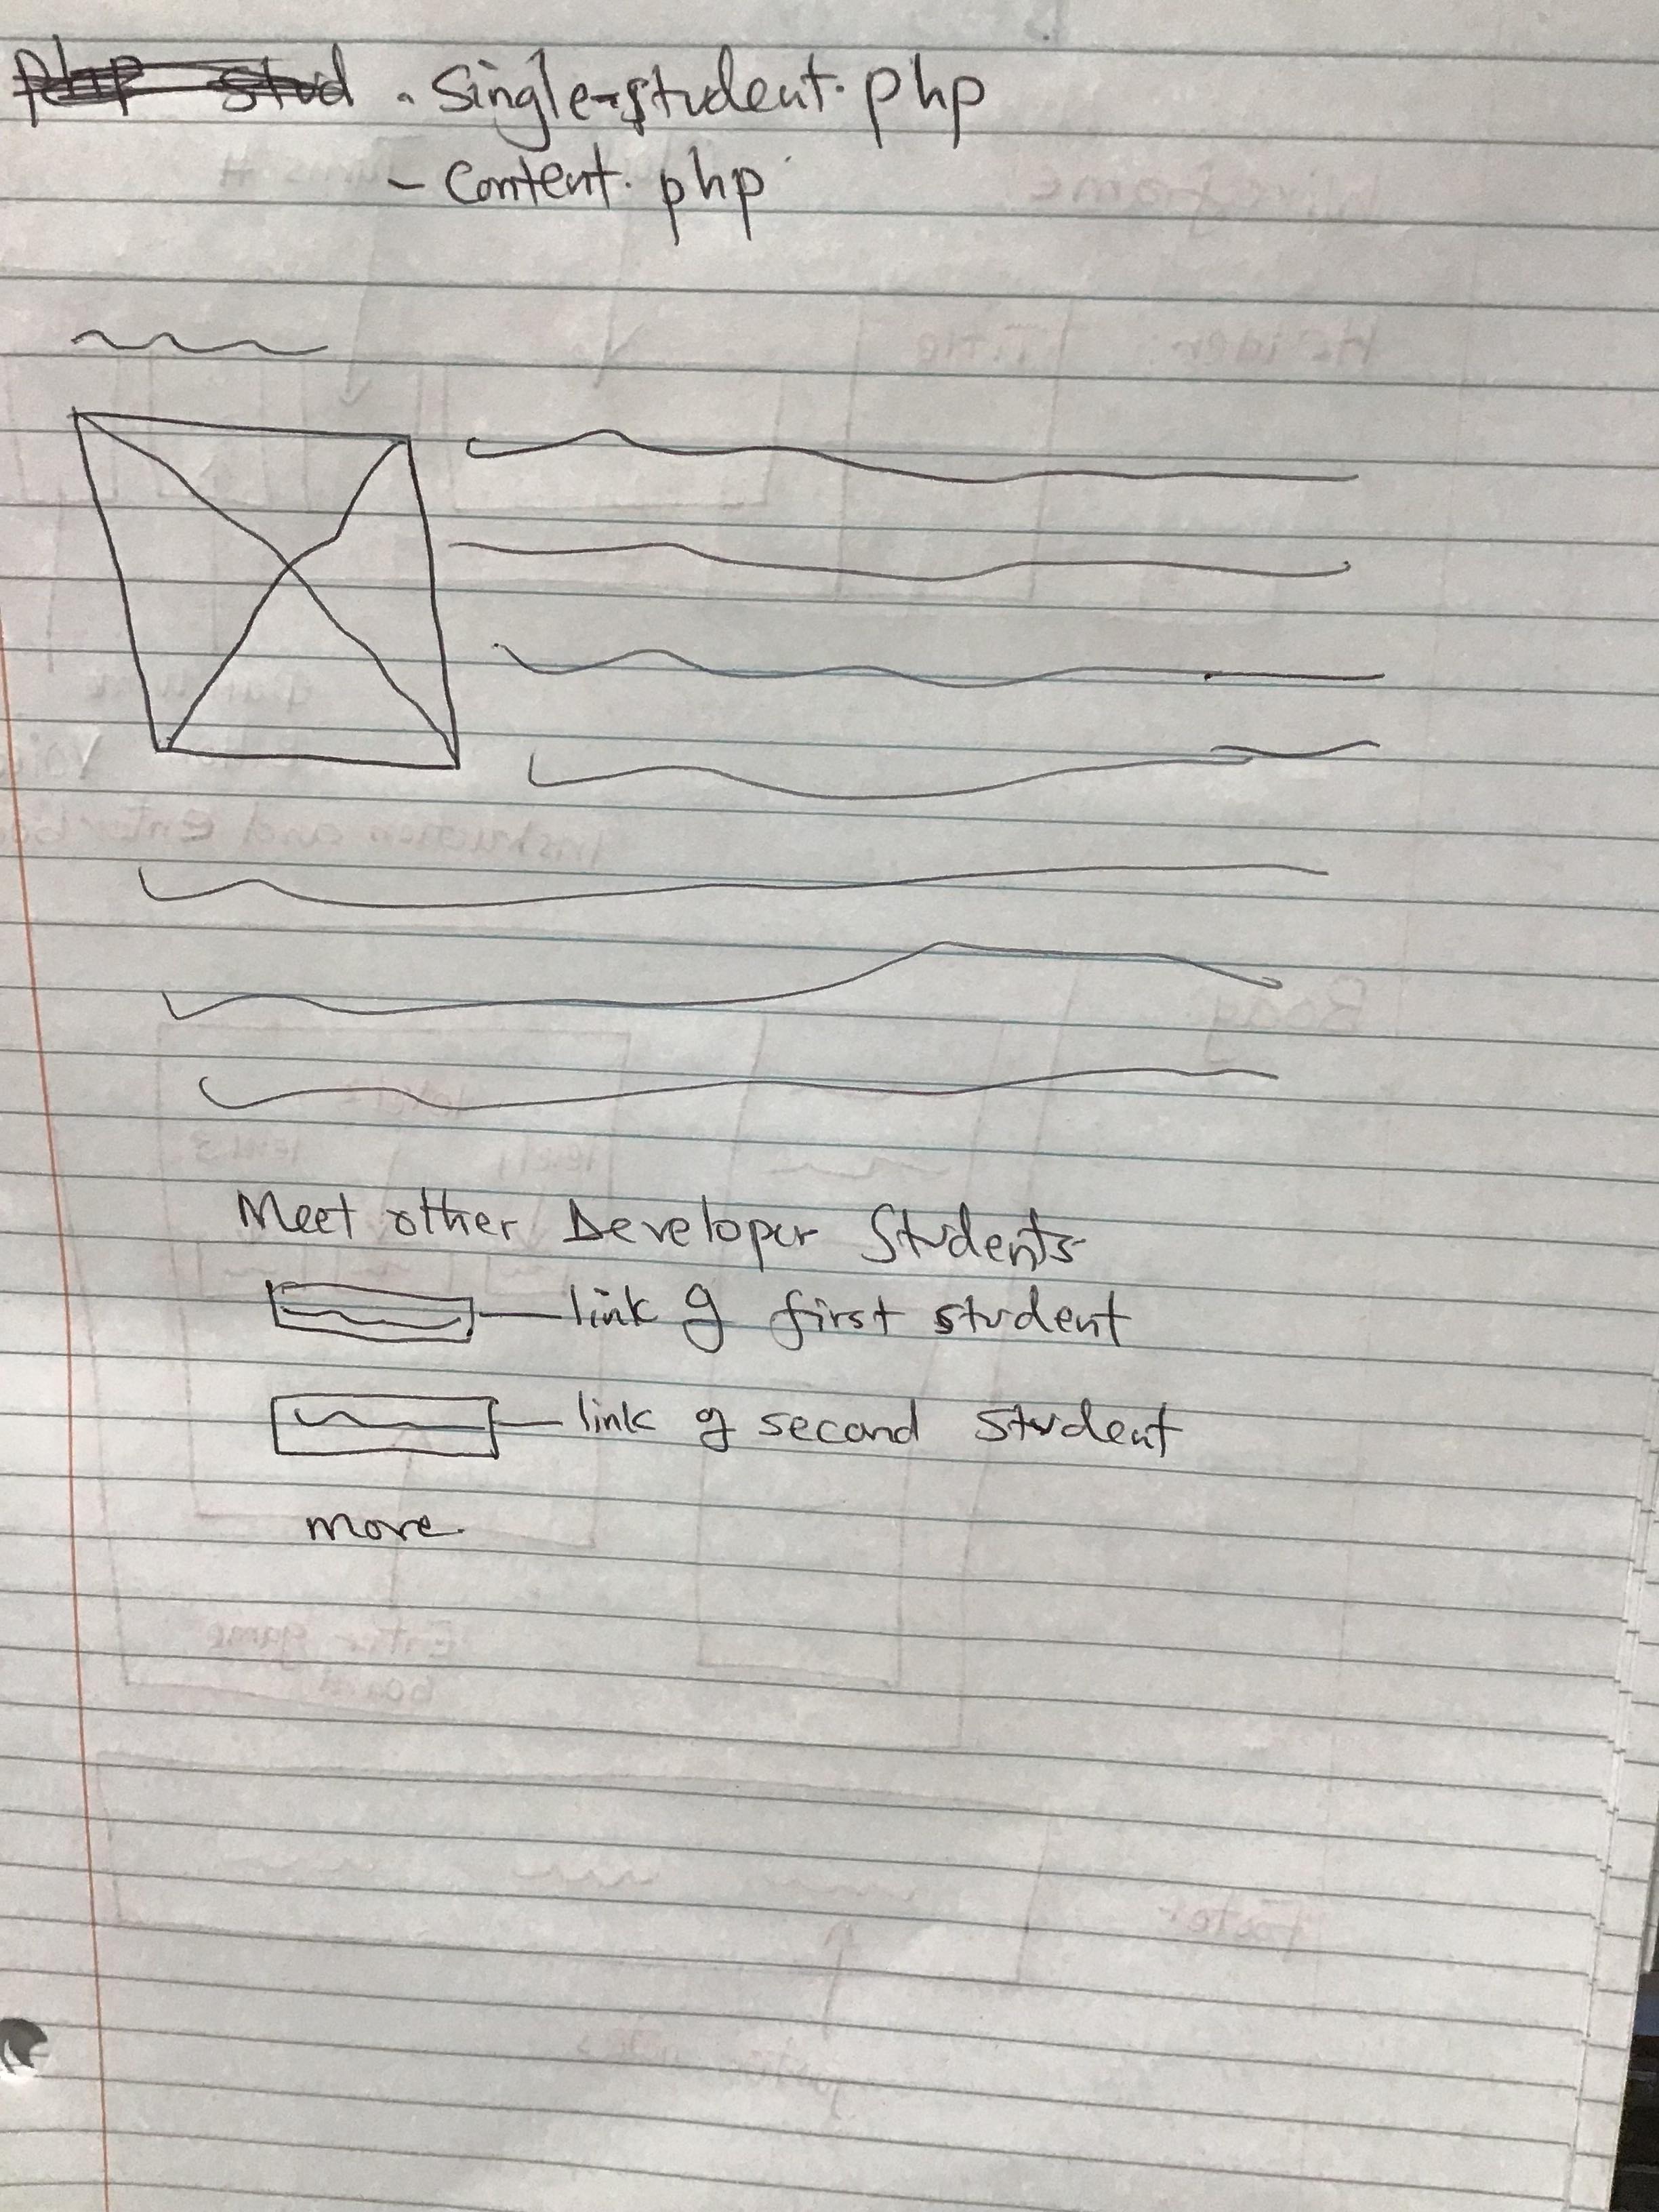 php stud . Single-student.php
- Content.php
Meet other Developer Students
link of first student
link of second student
more